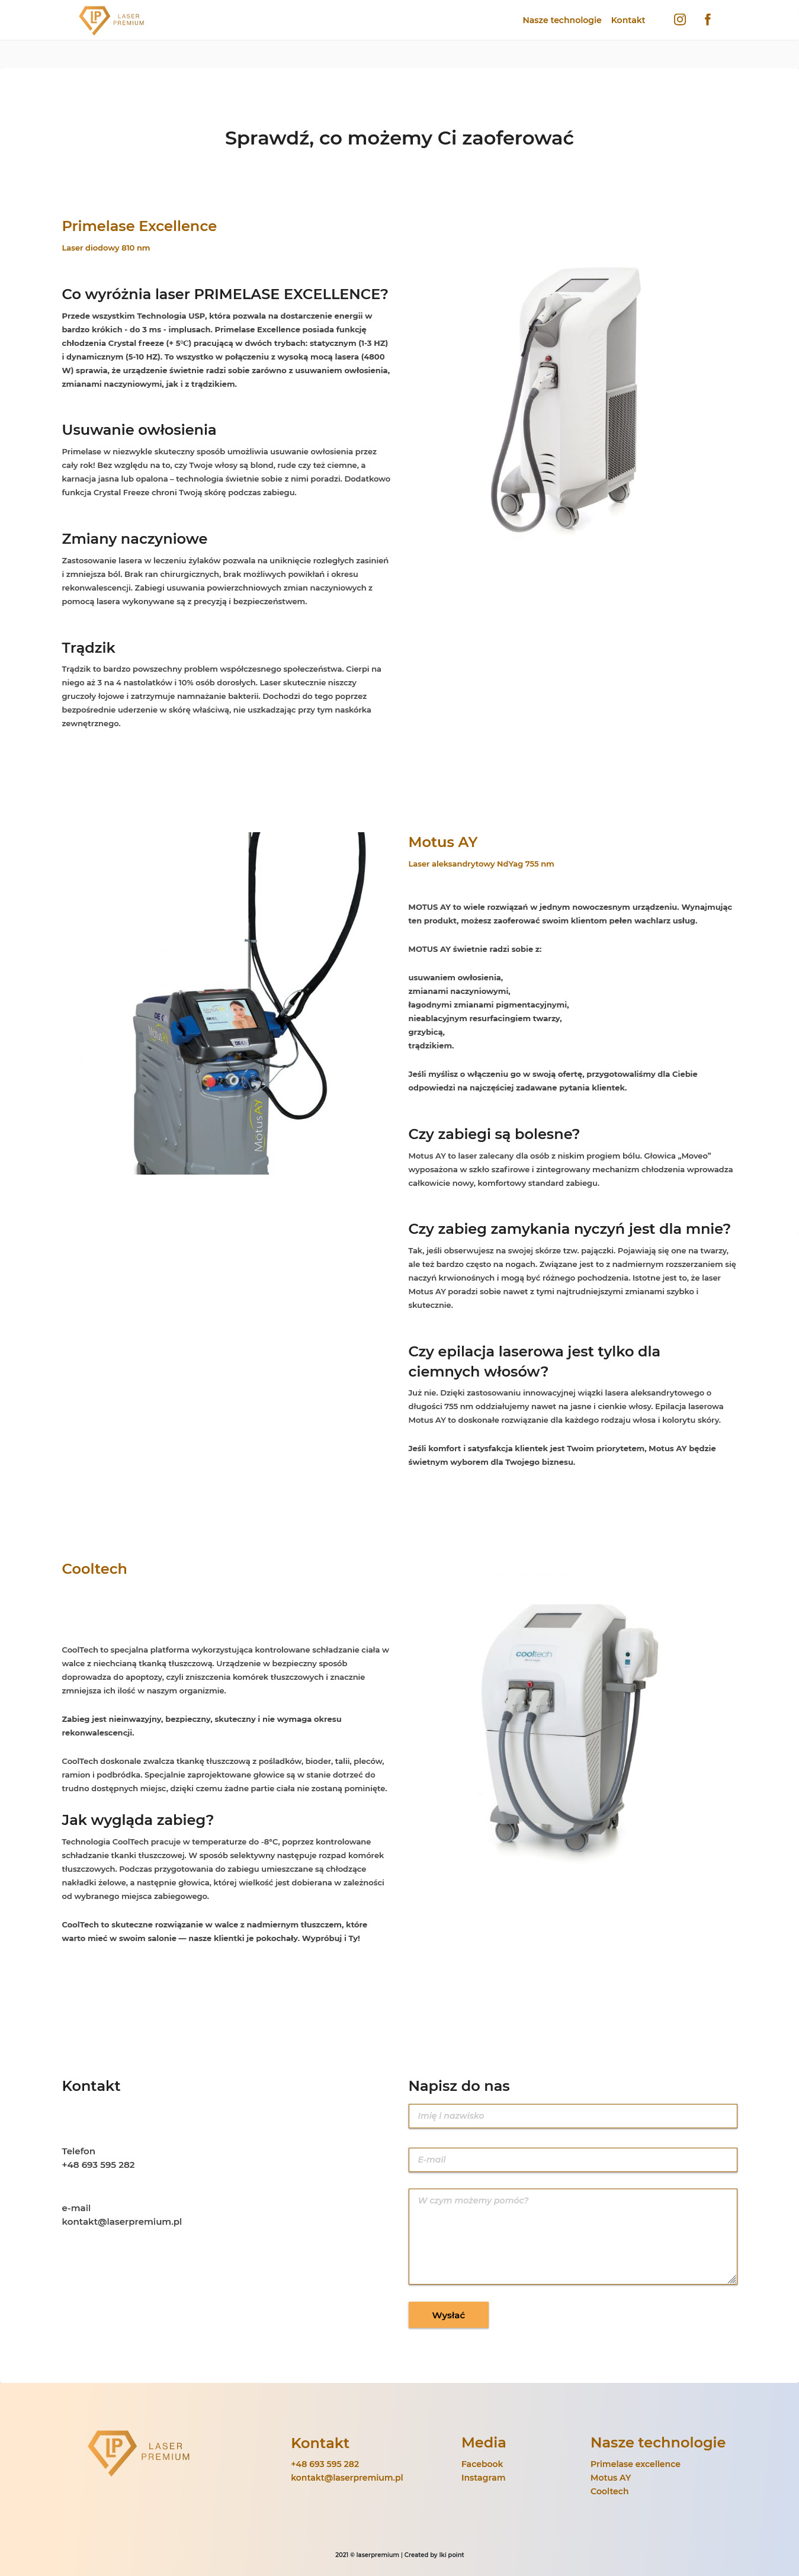 LP LASER
PREMIUM
Nasze technologie Kontakt
Sprawdź, co możemy Ci zaoferować
Primelase Excellence
Laser diodowy 810 nm
Co wyróżnia laser PRIMELASE EXCELLENCE?
Przede wszystkim Technologia USP, która pozwala na dostarczenie energii w
bardzo krókich - do 3 ms - implusach. Primelase Excellence posiada funkcję
chłodzenia Crystal freeze (+ 5°C) pracującą w dwóch trybach: statycznym (1-3 HZ)
i dynamicznym (5-10 HZ). To wszystko w połączeniu z wysoką mocą lasera (4800
W) sprawia, że urządzenie świetnie radzi sobie zarówno z usuwaniem owłosienia,
zmianami naczyniowymi, jak i z trądzikiem.
Usuwanie owłosienia
Primelase w niezwykle skuteczny sposób umożliwia usuwanie owłosienia przez
cały rok! Bez względu na to, czy Twoje włosy są blond, rude czy też ciemne, a
karnacja jasna lub opalona – technologia świetnie sobie z nimi poradzi. Dodatkowo
funkcja Crystal Freeze chroni Twoją skórę podczas zabiegu.
Zmiany naczyniowe
Zastosowanie lasera w leczeniu żylaków pozwala na uniknięcie rozległych zasinień
i zmniejsza ból. Brak ran chirurgicznych, brak możliwych powikłań i okresu
rekonwalescencji. Zabiegi usuwania powierzchniowych zmian naczyniowych z
pomocą lasera wykonywane są z precyzją i bezpieczeństwem.
Trądzik
Trądzik to bardzo powszechny problem współczesnego społeczeństwa. Cierpi na
niego aż 3 na 4 nastolatków i 10% osób dorosłych. Laser skutecznie niszczy
gruczoły łojowe i zatrzymuje namnażanie bakterii. Dochodzi do tego poprzez
bezpośrednie uderzenie w skórę właściwą, nie uszkadzając przy tym naskórka
zewnętrznego.
Motus AY
Laser aleksandrytowy NdYag 755 nm
MOTUS AY to wiele rozwiązań w jednym nowoczesnym urządzeniu. Wynajmując
ten produkt, możesz zaoferować swoim klientom pełen wachlarz usług.
MOTUS AY świetnie radzi sobie z:
usuwaniem owłosienia,
zmianami naczyniowymi,
łagodnymi zmianami pigmentacyjnymi,
nieablacyjnym resurfacingiem twarzy,
grzybicą,
trądzikiem.
Jeśli myślisz o włączeniu go w swoją ofertę, przygotowaliśmy dla Ciebie
odpowiedzi na najczęściej zadawane pytania klientek.
Motus AY
Czy zabiegi są bolesne?
Motus AY to laser zalecany dla osób z niskim progiem bólu. Głowica „Moveo”
wyposażona w szkło szafirowe i zintegrowany mechanizm chłodzenia wprowadza
całkowicie nowy, komfortowy standard zabiegu.
Czy zabieg zamykania nyczyń jest dla mnie?
Tak, jeśli obserwujesz na swojej skórze tzw. pajączki. Pojawiają się one na twarzy,
ale też bardzo często na nogach. Związane jest to z nadmiernym rozszerzaniem się
naczyń krwionośnych i mogą być różnego pochodzenia. Istotne jest to, że laser
Motus AY poradzi sobie nawet z tymi najtrudniejszymi zmianami szybko i
skutecznie.
Czy epilacja laserowa jest tylko dla
ciemnych włosów?
Już nie. Dzięki zastosowaniu innowacyjnej wiązki lasera aleksandrytowego o
długości 755 nm oddziałujemy nawet na jasne i cienkie włosy. Epilacja laserowa
Motus AY to doskonałe rozwiązanie dla każdego rodzaju włosa i kolorytu skóry.
Jeśli komfort i satysfakcja klientek jest Twoim priorytetem, Motus AY będzie
świetnym wyborem dla Twojego biznesu.
Cooltech
cooltech
CoolTech to specjalna platforma wykorzystująca kontrolowane schładzanie ciała w
walce z niechcianą tkanką tłuszczową. Urządzenie w bezpieczny sposób
doprowadza do apoptozy, czyli zniszczenia komórek tłuszczowych i znacznie
zmniejsza ich ilość w naszym organizmie.
Zabieg jest nieinwazyjny, bezpieczny, skuteczny i nie wymaga okresu
rekonwalescencji.
CoolTech doskonale zwalcza tkankę tłuszczową z pośladków, bioder, talii, pleców,
ramion i podbródka. Specjalnie zaprojektowane głowice są w stanie dotrzeć do
trudno dostępnych miejsc, dzięki czemu żadne partie ciała nie zostaną pominięte.
Jak wygląda zabieg?
Technologia CoolTech pracuje w temperaturze do -8°C, poprzez kontrolowane
schładzanie tkanki tłuszczowej. W sposób selektywny następuje rozpad komórek
tłuszczowych. Podczas przygotowania do zabiegu umieszczane są chłodzące
nakładki żelowe, a następnie głowica, której wielkość jest dobierana w zależności
od wybranego miejsca zabiegowego.
CoolTech to skuteczne rozwiązanie w walce z nadmiernym tłuszczem, które
warto mieć w swoim salonie — nasze klientki je pokochały. Wypróbuj i Ty!
Kontakt
Telefon
+48 693 595 282
e-mail
kontakt@laserpremium.pl
Napisz do nas
Imię i nazwisko
E-mail
W czym możemy pomóc?
Wysłać
LP LASER
PREMIUM
Kontakt
+48 693 595 282
kontakt@laserpremium.pl
Media
Facebook
Instagram
Nasze technologie
Primelase excellence
Motus AY
Cooltech
2021 © laserpremium | Created by Iki point